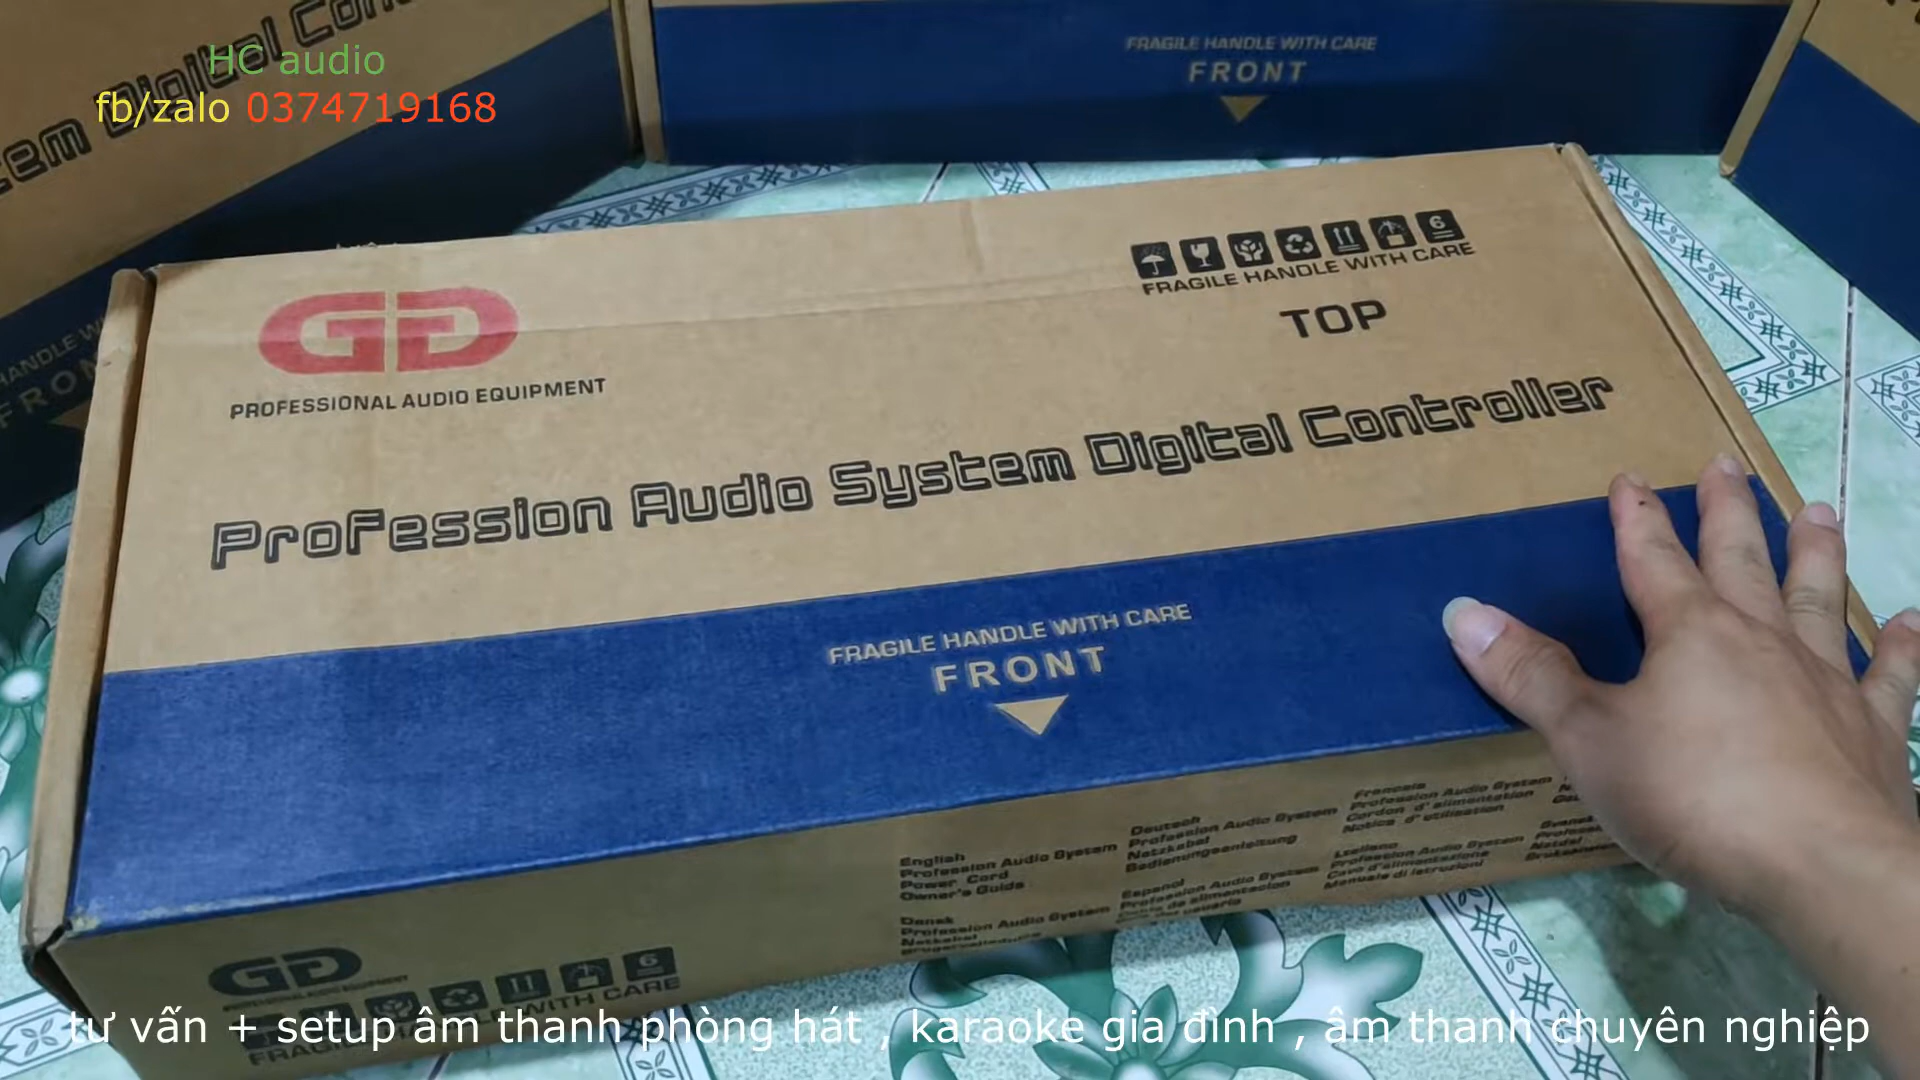 HC audio
fb/zalo 0374719168
Digital
FRAGILE HANDLE WITH CARE
FRONT
FRAGILE HANDLE WITH CARE
TOP
GD
PROFESSIONAL AUDIO EQUIPMENT
Profession Audio System Digital Controller
FRAGILE HANDLE WITH CARE
FRONT
English
Profession Audio System
Power Cord
Owner's Guide
Deutsch
Profession Audio System
Netzkabel
Bedienungsanleitung
Francais
Profession Audio System
Cordon d'alimentation
Notice d'utilisation
Dansk
Profession Audio System
Netkabel
Espanol
Profession Audio System
Profession Audio System
Cavo d'alimentazione
Manuale di istruzioni
GD
6
WITH CARE
tư vấn + setup âm thanh phòng hát , karaoke gia đình , âm thanh chuyên nghiệp